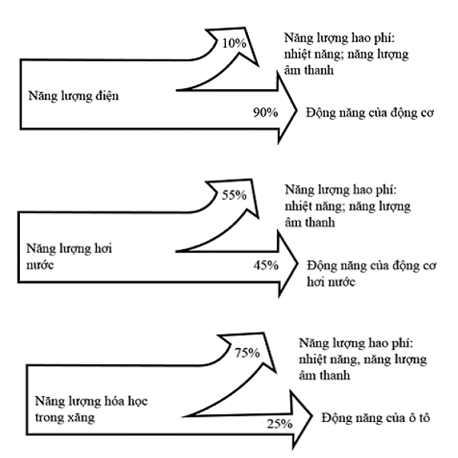 10%
Năng lượng hao phí:
nhiệt năng; năng lượng
âm thanh
Năng lượng điện
90%
Động năng của động cơ
55%
Năng lượng hao phí:
nhiệt năng; năng lượng
âm thanh
Năng lượng hơi
nước
45%
Động năng của động cơ
hơi nước
75%
Năng lượng hao phí:
nhiệt năng, năng lượng
âm thanh
Năng lượng hóa học
trong xăng
25%
Động năng của ô tô